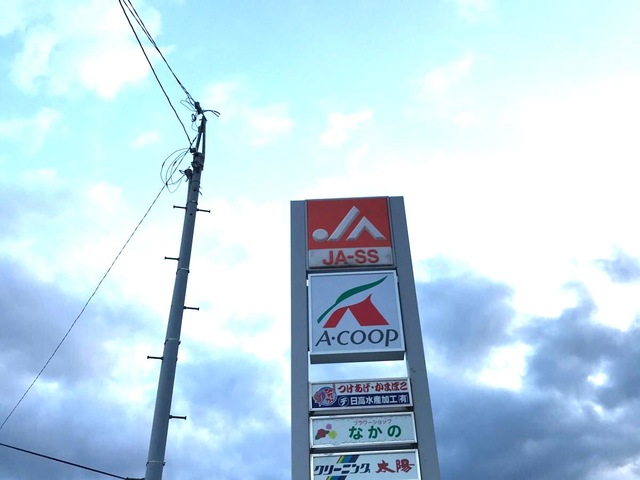 JA
JA-SS
A・COOP
つけあげ・かまぼこ
日高水産加工(有)
フラワーショップ
なかの
クリーニング 太陽